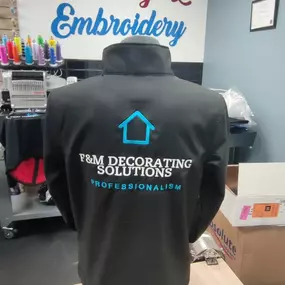 Embroidery
F&M DECORATING
SOLUTIONS
PROFESSIONALISM